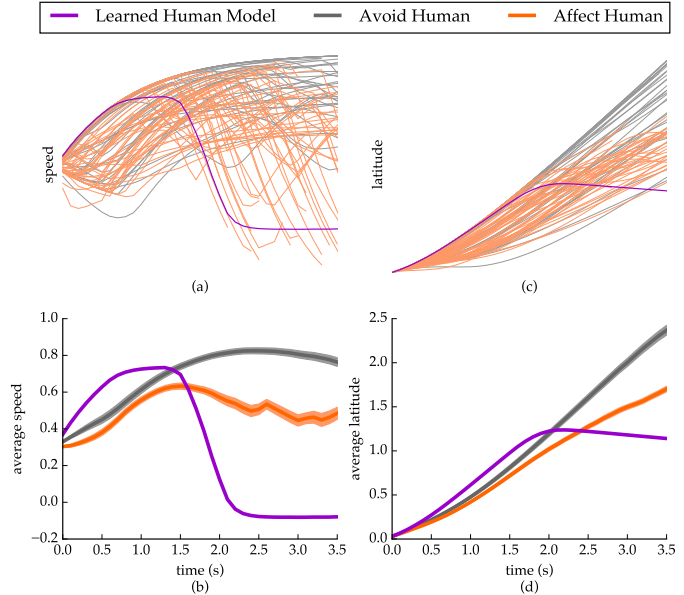 Learned Human Model Avoid Human Affect Human
speed
latitude
(a)
(c)
1.0
0.8
0.6
0.4
0.2
0.0
−0.2
average speed
0.0 0.5 1.0 1.5 2.0 2.5 3.0 3.5
time (s)
(b)
2.5
2.0
1.5
1.0
0.5
0.0
average latitude
0.0 0.5 1.0 1.5 2.0 2.5 3.0 3.5
time (s)
(d)